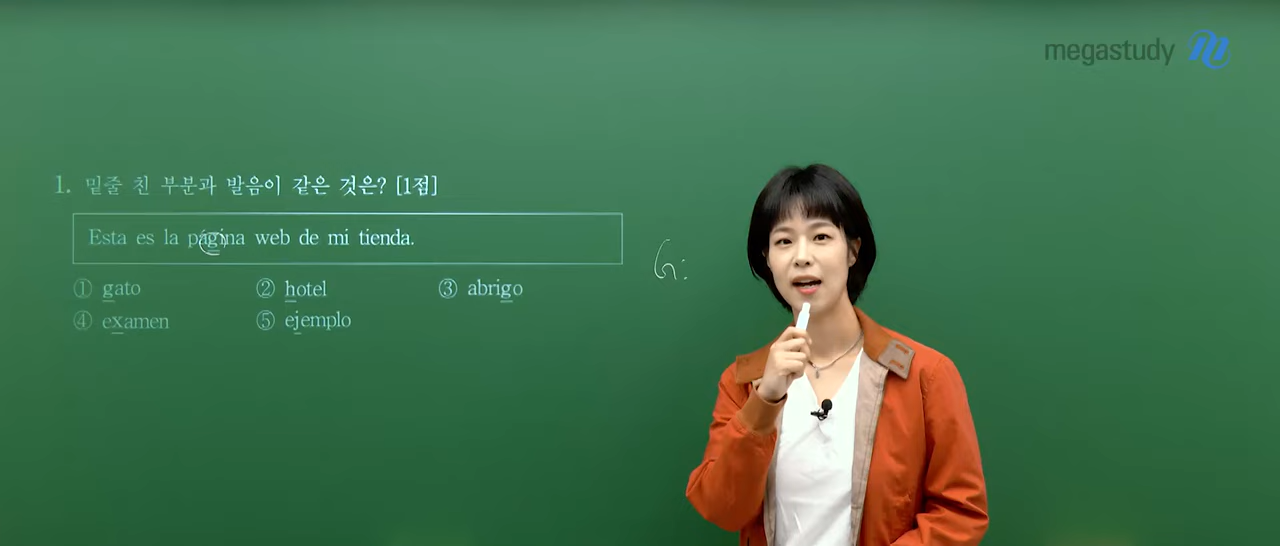 megastudy
1. 밑줄 친 부분과 발음이 같은 것은? [1점]
Esta es la página web de mi tienda.
① gato ② hotel ③ abrigo
④ examen ⑤ ejemplo
G: